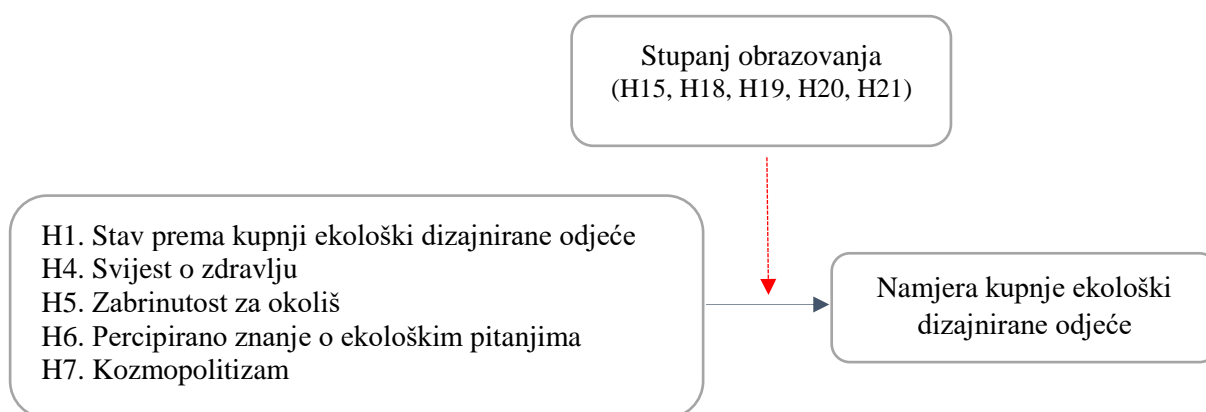 Stupanj obrazovanja
(H15, H18, H19, H20, H21)
H1. Stav prema kupnji ekološki dizajnirane odjeće
H4. Svijest o zdravlju
H5. Zabrinutost za okoliš
H6. Percipirano znanje o ekološkim pitanjima
H7. Kozmopolitizam
Namjera kupnje ekološki
dizajnirane odjeće